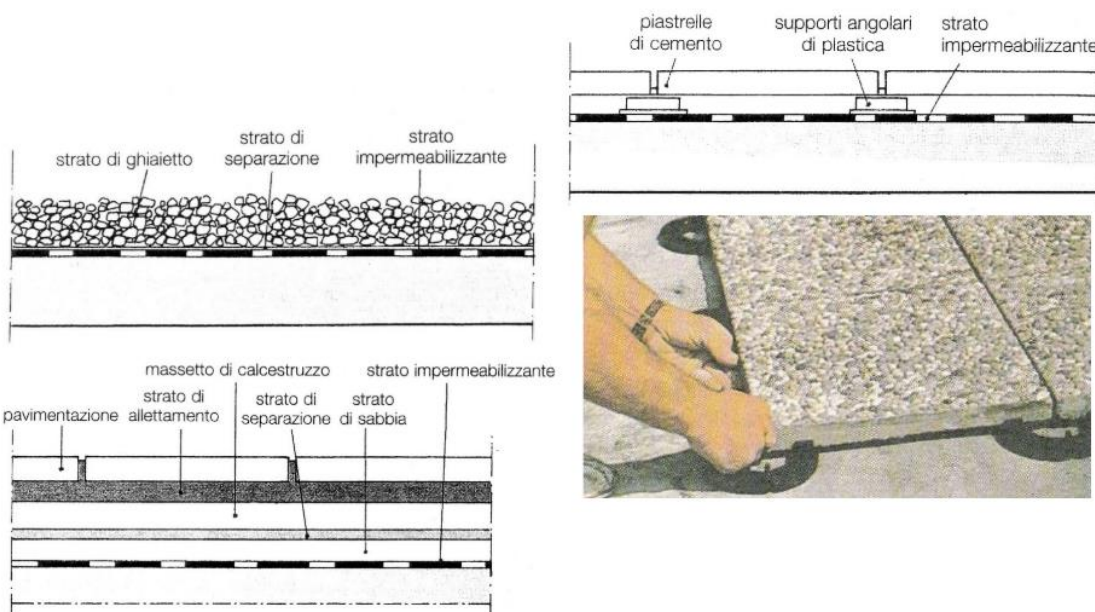 piastrelle
di cemento
supporti angolari
di plastica
strato
impermeabilizzante
strato di ghiaietto
strato di
separazione
strato
impermeabilizzante
massetto di calcestruzzo
strato impermeabilizzante
pavimentazione
strato di
allettamento
strato di
separazione
strato
di sabbia